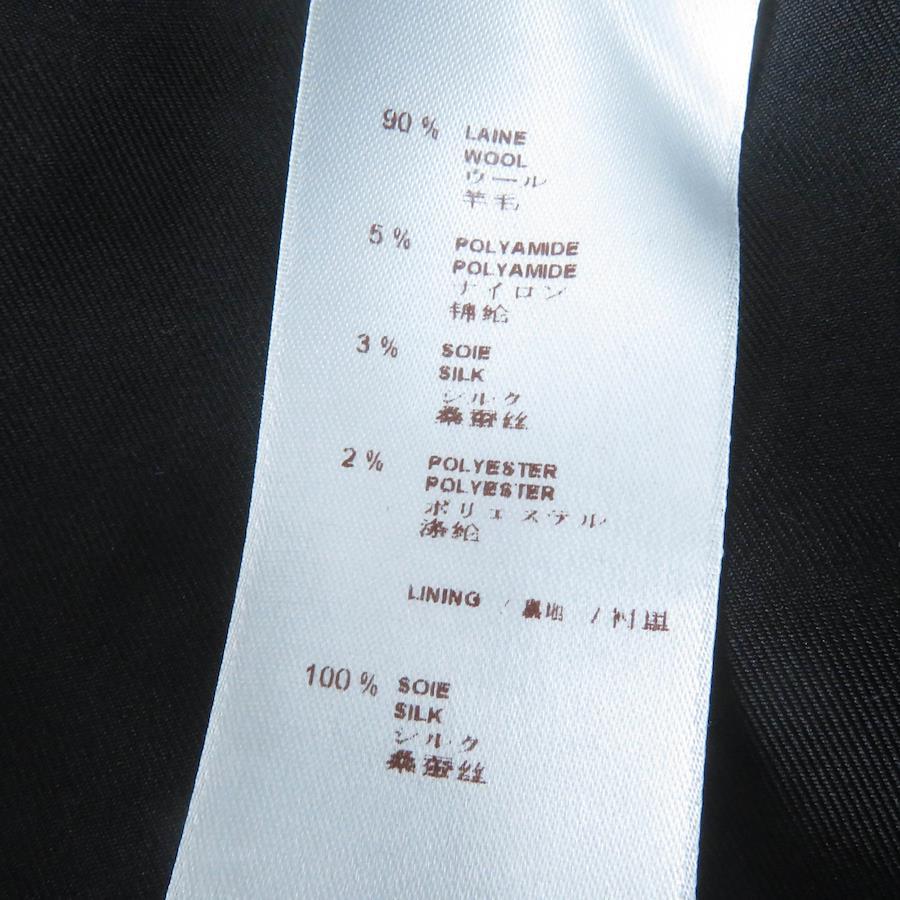 90 % LAINE
WOOL
ウール
羊毛
5 % POLYAMIDE
POLYAMIDE
ナイロン
锦纶
3 % SOIE
SILK
シルク
桑蚕丝
2 % POLYESTER
POLYESTER
ポリエステル
涤纶
LINING / 裏地 / 衬里
100 % SOIE
SILK
シルク
桑蚕丝